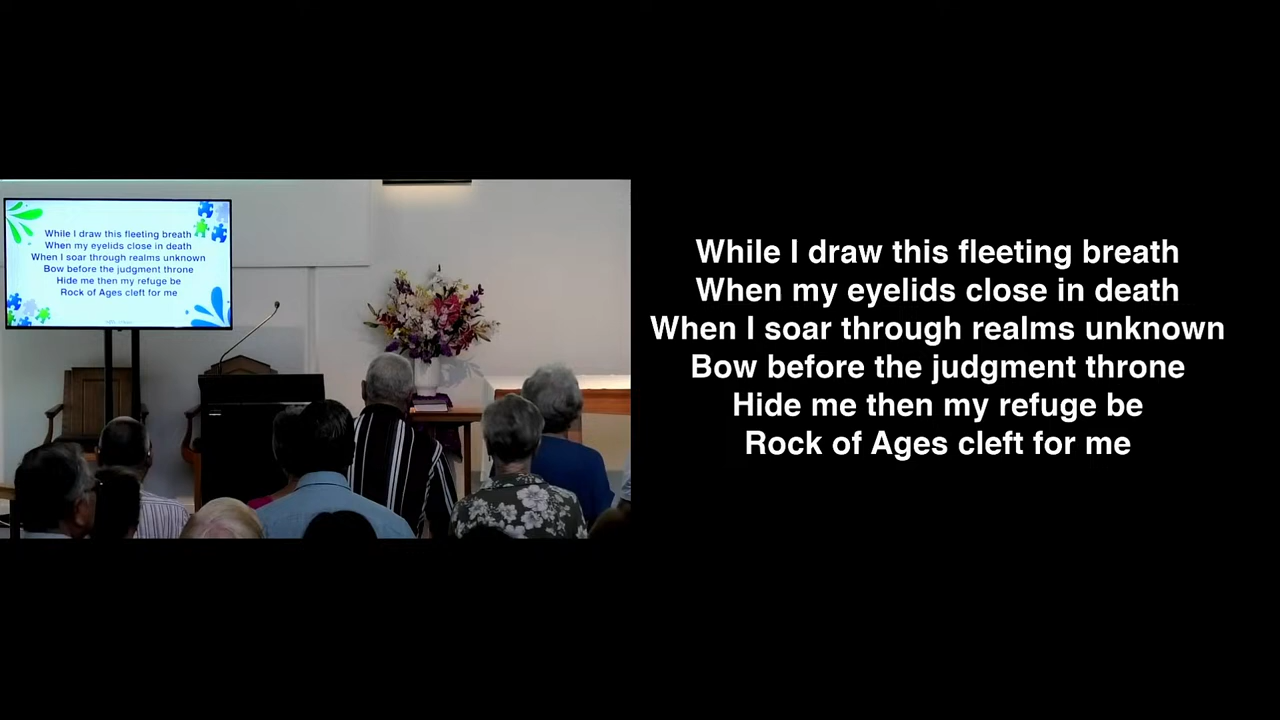 While I draw this fleeting breath
When my eyelids close in death
When I soar through realms unknown
Bow before the judgment throne
Hide me then my refuge be
Rock of Ages cleft for me
While I draw this fleeting breath
When my eyelids close in death
When I soar through realms unknown
Bow before the judgment throne
Hide me then my refuge be
Rock of Ages cleft for me